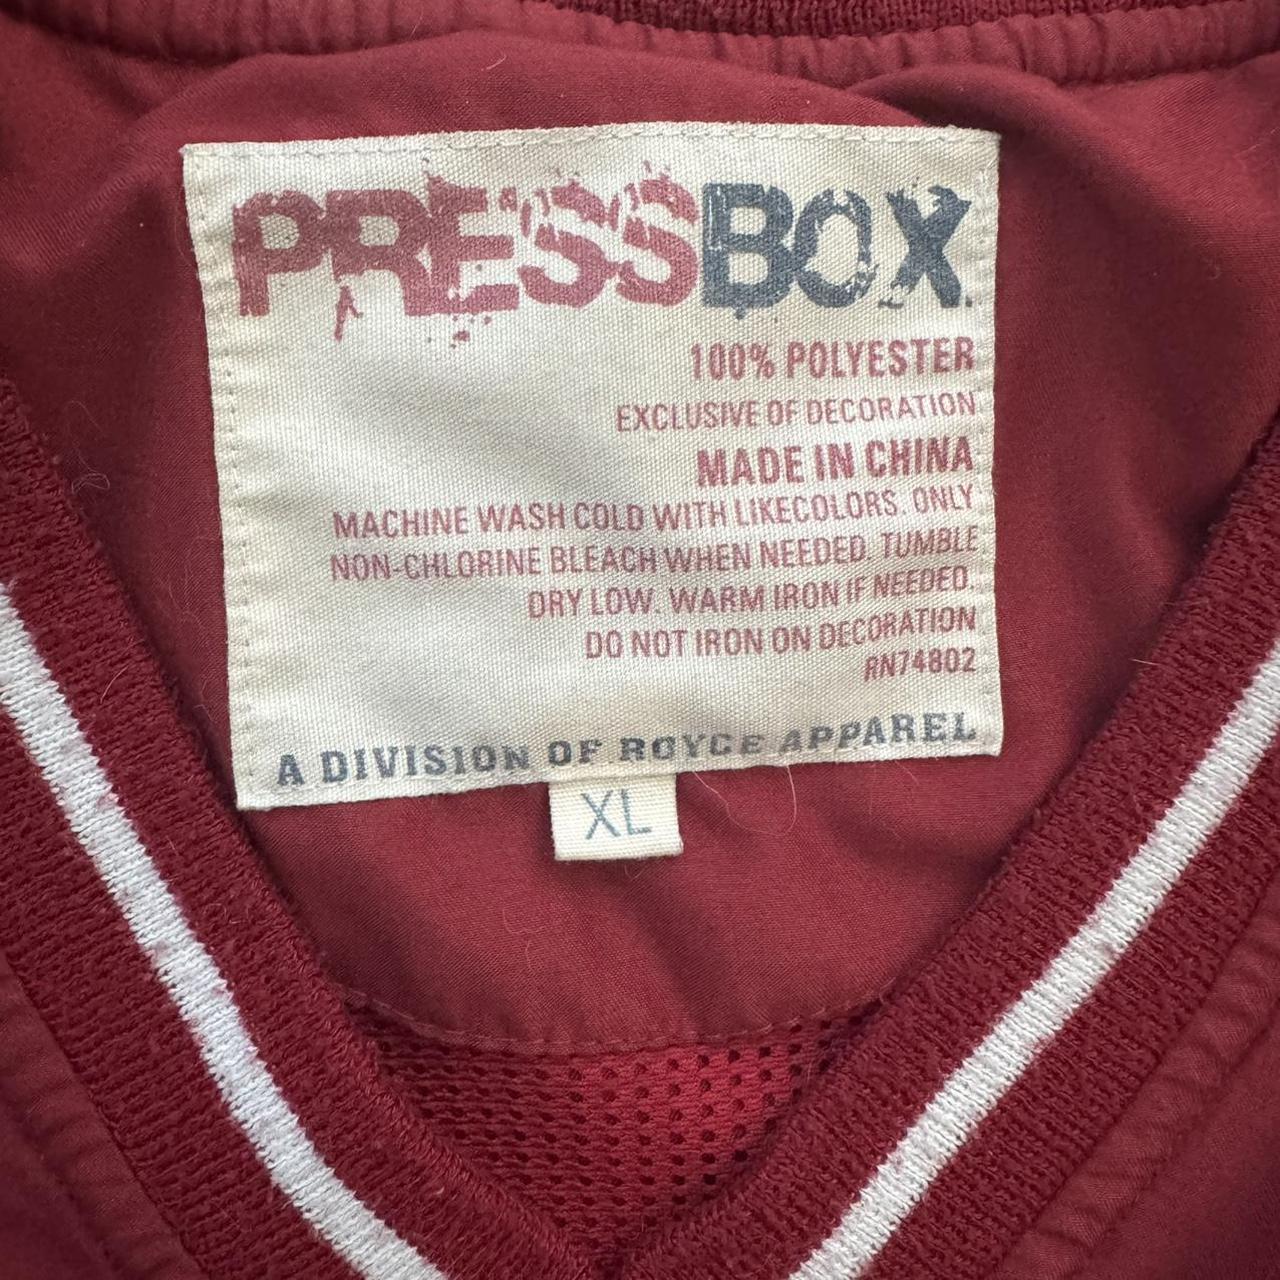 PRESSBOX.
100% POLYESTER
EXCLUSIVE OF DECORATION
MADE IN CHINA
MACHINE WASH COLD WITH LIKECOLORS. ONLY
NON-CHLORINE BLEACH WHEN NEEDED. TUMBLE
DRY LOW. WARM IRON IF NEEDED.
DO NOT IRON ON DECORATION
RN74802
A DIVISION OF ROYCE APPAREL
XL